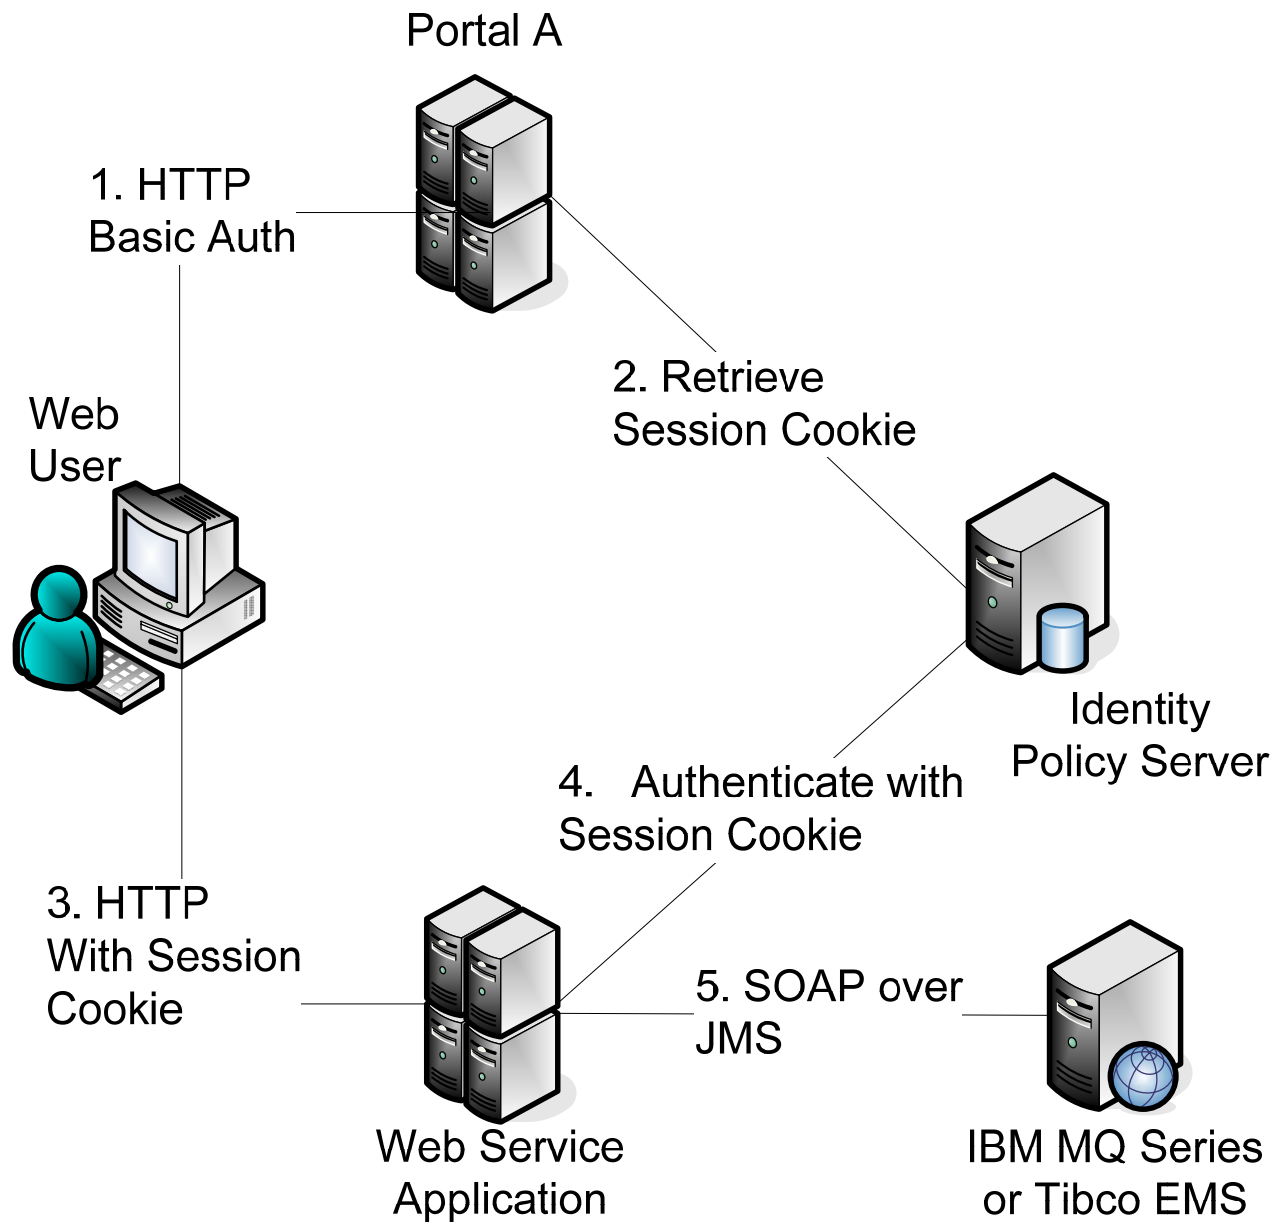 Portal A
1. HTTP
Basic Auth
2. Retrieve
Session Cookie
Web
User
Identity
Policy Server
4. Authenticate with
Session Cookie
3. HTTP
With Session
Cookie
5. SOAP over
JMS
Web Service
Application
IBM MQ Series
or Tibco EMS